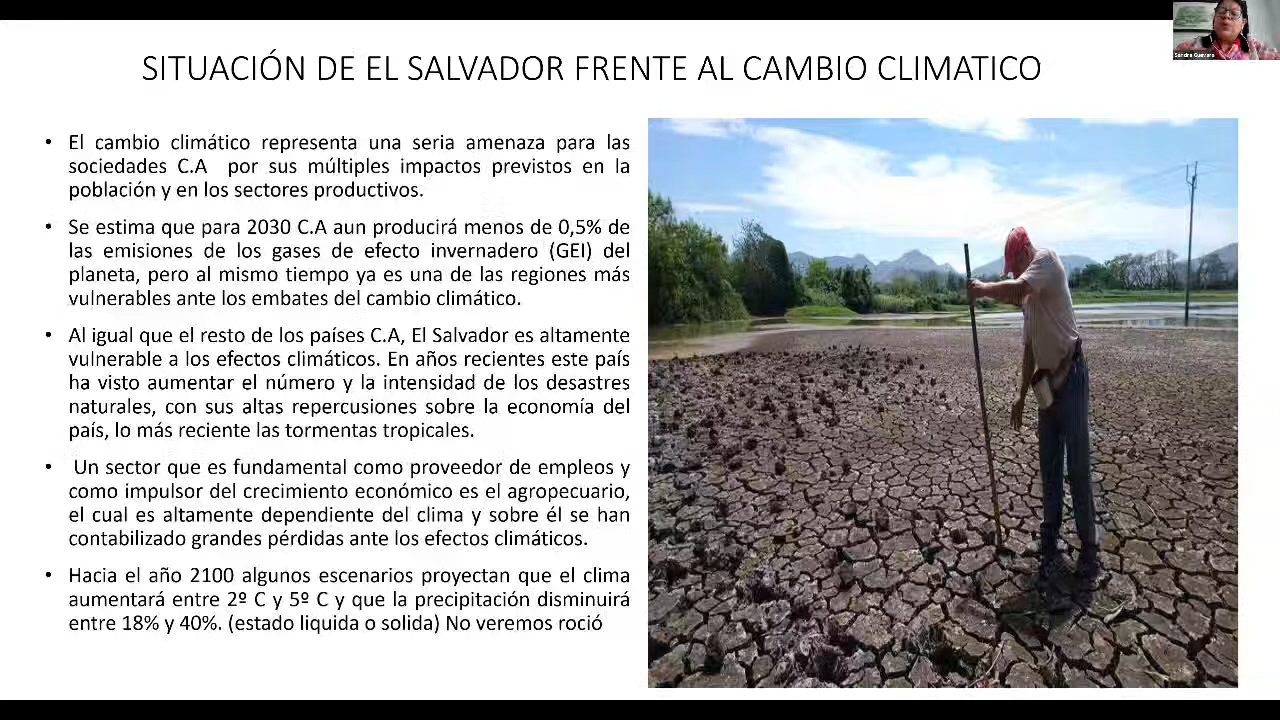 SITUACIÓN DE EL SALVADOR FRENTE AL CAMBIO CLIMATICO
Sandra Guevara
• El cambio climático representa una seria amenaza para las
sociedades C.A por sus múltiples impactos previstos en la
población y en los sectores productivos.
• Se estima que para 2030 C.A aun producirá menos de 0,5% de
las emisiones de los gases de efecto invernadero (GEI) del
planeta, pero al mismo tiempo ya es una de las regiones más
vulnerables ante los embates del cambio climático.
• Al igual que el resto de los países C.A, El Salvador es altamente
vulnerable a los efectos climáticos. En años recientes este país
ha visto aumentar el número y la intensidad de los desastres
naturales, con sus altas repercusiones sobre la economía del
país, lo más reciente las tormentas tropicales.
• Un sector que es fundamental como proveedor de empleos y
como impulsor del crecimiento económico es el agropecuario,
el cual es altamente dependiente del clima y sobre él se han
contabilizado grandes pérdidas ante los efectos climáticos.
• Hacia el año 2100 algunos escenarios proyectan que el clima
aumentará entre 2º C y 5º C y que la precipitación disminuirá
entre 18% y 40%. (estado liquida o solida) No veremos roció